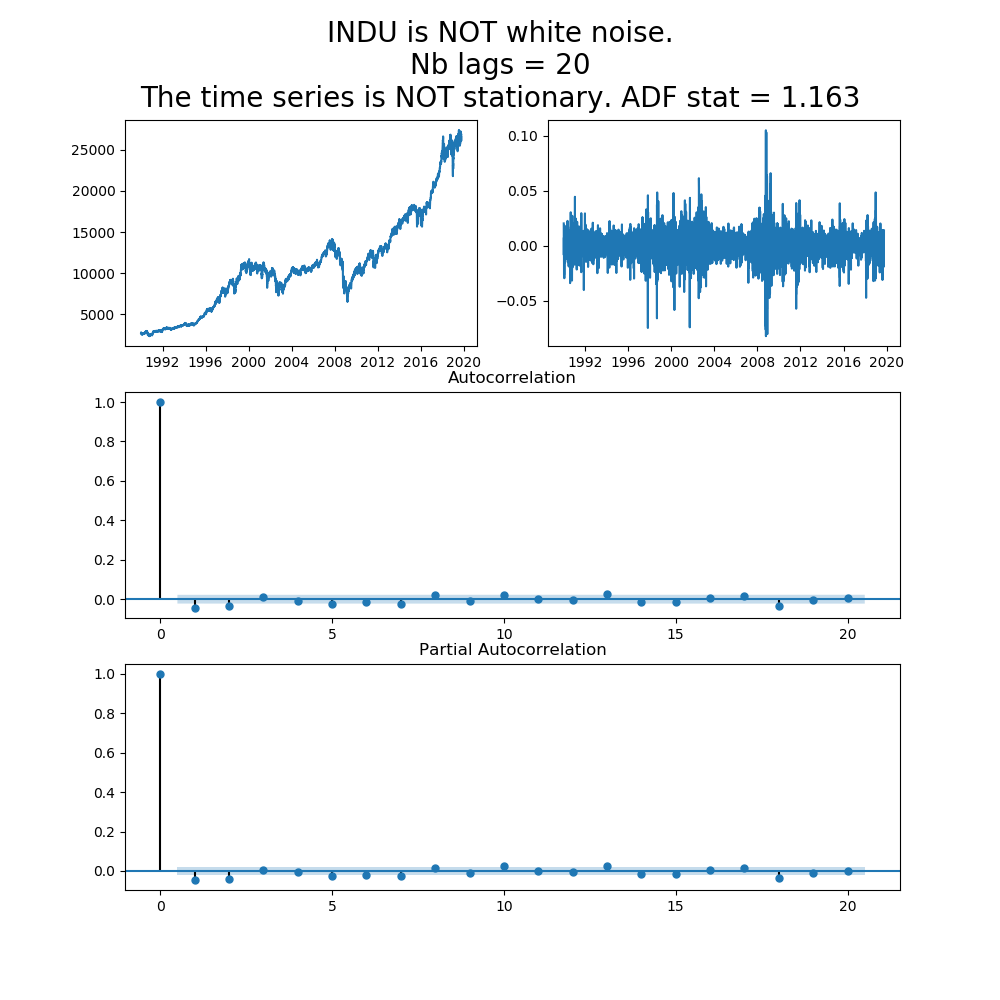 INDU is NOT white noise.
Nb lags = 20
The time series is NOT stationary. ADF stat = 1.163
25000
20000
15000
10000
5000
1992 1996 2000 2004 2008 2012 2016 2020
0.10
0.05
0.00
−0.05
1992 1996 2000 2004 2008 2012 2016 2020
Autocorrelation
1.0
0.8
0.6
0.4
0.2
0.0
0 5 10 15 20
Partial Autocorrelation
1.0
0.8
0.6
0.4
0.2
0.0
0 5 10 15 20